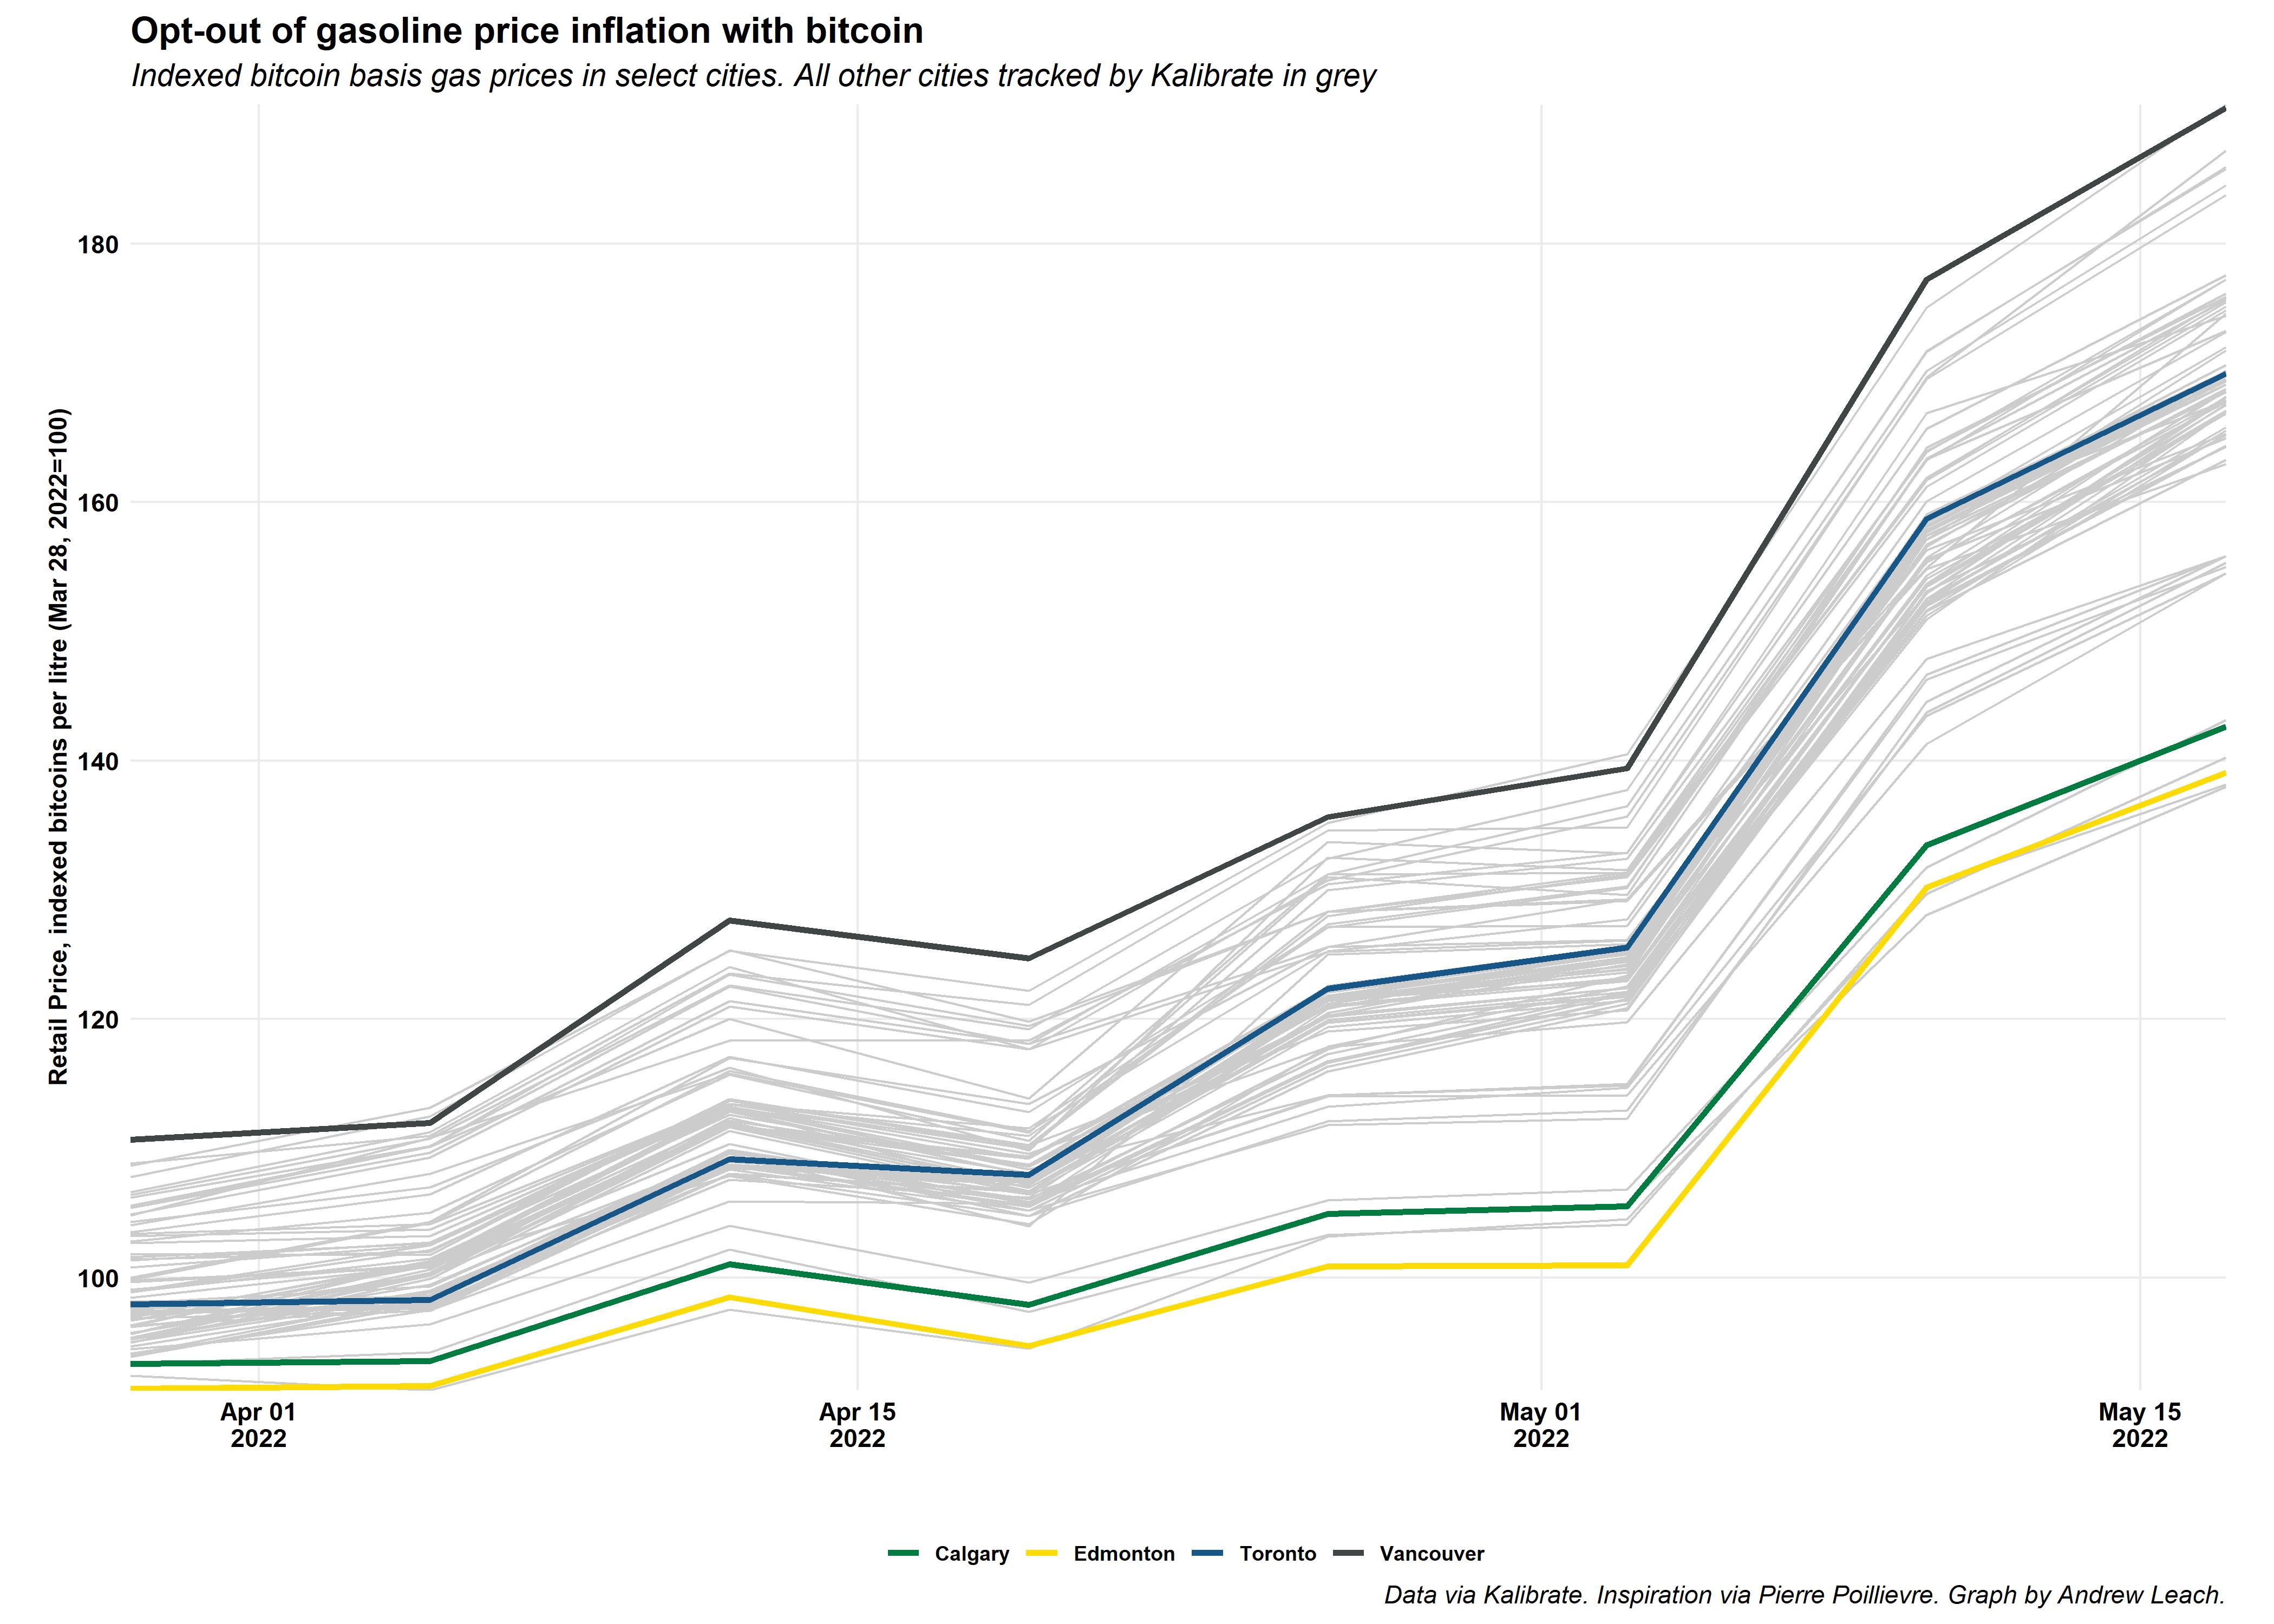 Opt-out of gasoline price inflation with bitcoin
Indexed bitcoin basis gas prices in select cities. All other cities tracked by Kalibrate in grey
Retail Price, indexed bitcoins per litre (Mar 28, 2022=100)
180
160
140
120
100
Apr 01
2022
Apr 15
2022
May 01
2022
May 15
2022
Calgary Edmonton Toronto Vancouver
Data via Kalibrate. Inspiration via Pierre Poillievre. Graph by Andrew Leach.